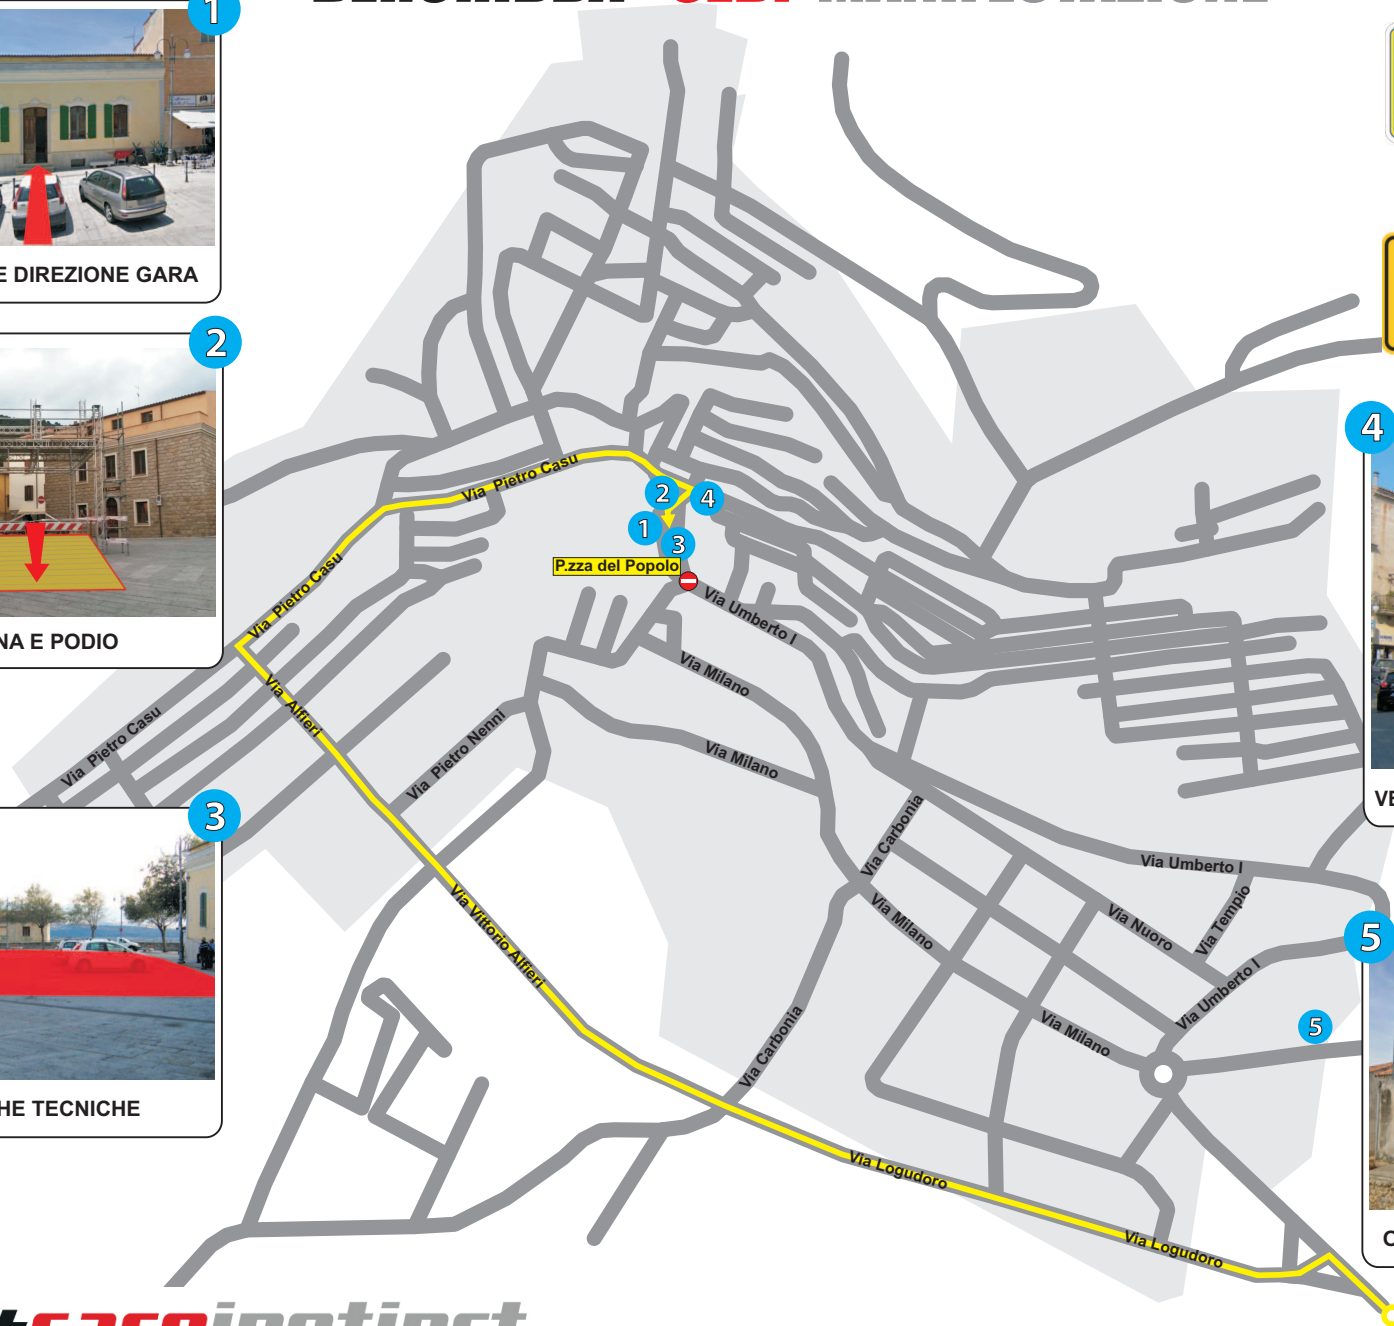 SEDI MANIFESTAZIONE
1
E DIREZIONE GARA
2
NA E PODIO
3
HE TECNICHE
4
VE
5
C
Via Pietro Casu
2
4
1
3
P.zza del Popolo
Via Umberto I
Via Pietro Casu
Via Milano
Via Alfieri
Via Pietro Casu
Via Pietro Nenni
Via Milano
Via Carbonia
Via Umberto I
Via Vittorio Alfieri
Via Milano
Via Nuoro
Via Tempio
Via Umberto I
5
Via Carbonia
Via Milano
Via Logudoro
Via Logudoro